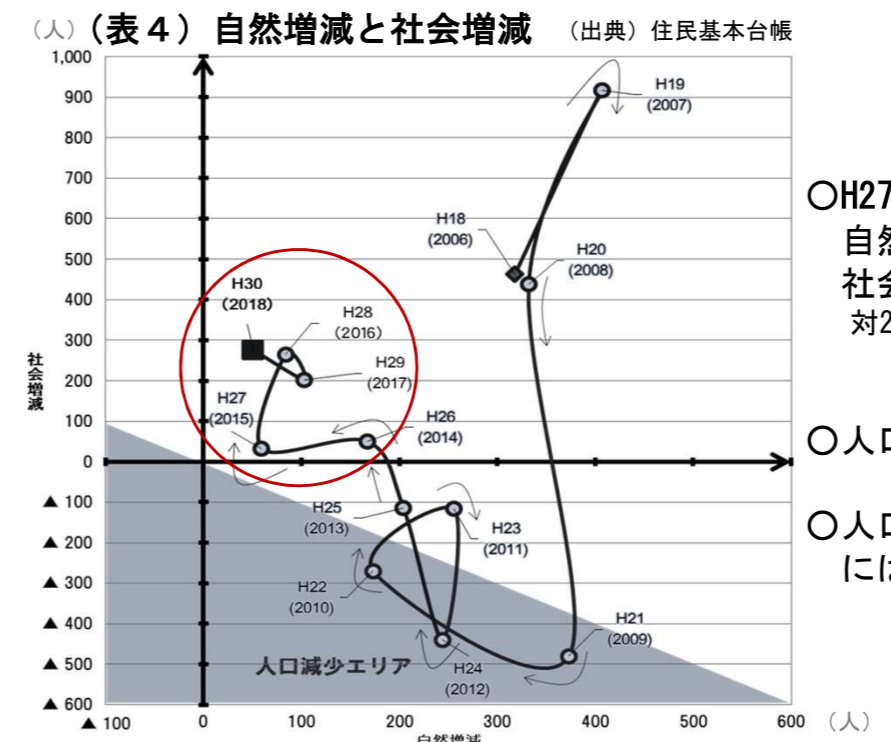 （人）（表４）自然増減と社会増減　（出典）住民基本台帳
1,000
900
800
700
600
500
400
300
200
100
0
▲ 100
▲ 200
▲ 300
▲ 400
▲ 500
▲ 600
社会増減
H19
(2007)
H18
(2006)
H20
(2008)
H30
(2018)
H28
(2016)
H29
(2017)
H27
(2015)
H26
(2014)
H25
(2013)
H23
(2011)
H22
(2010)
H21
(2009)
H24
(2012)
人口減少エリア
▲ 100 0 100 200 300 400 500 600 （人）
自然増減
○H27
自然
社会
対2
○人口
○人口
には